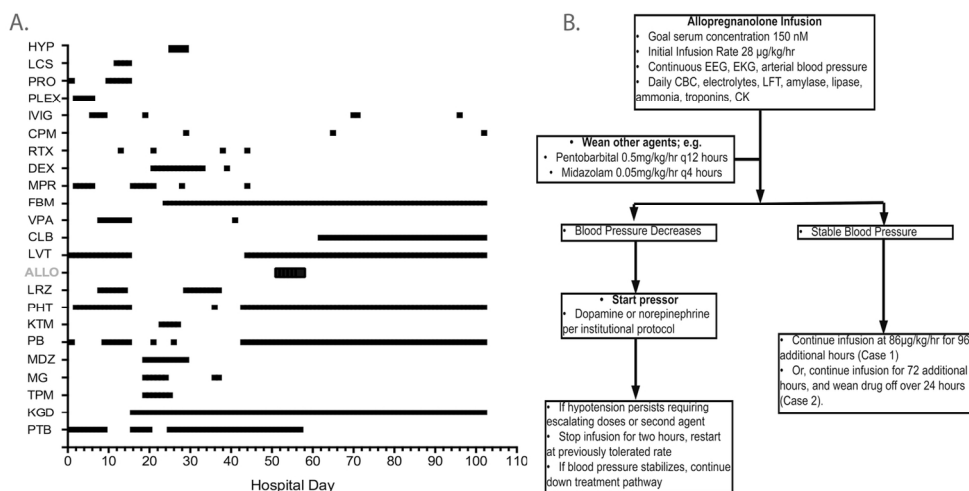 A.
HYP
LCS
PRO
PLEX
IVIG
CPM
RTX
DEX
MPR
FBM
VPA
CLB
LVT
ALLO
LRZ
PHT
KTM
PB
MDZ
MG
TPM
KGD
PTB
0 10 20 30 40 50 60 70 80 90 100 110
Hospital Day
B.
Allopregnanolone Infusion
• Goal serum concentration 150 nM
• Initial Infusion Rate 28 µg/kg/hr
• Continuous EEG, EKG, arterial blood pressure
• Daily CBC, electrolytes, LFT, amylase, lipase,
ammonia, troponins, CK
• Wean other agents; e.g.
• Pentobarbital 0.5mg/kg/hr q12 hours
• Midazolam 0.05mg/kg/hr q4 hours
• Blood Pressure Decreases
• Stable Blood Pressure
• Start pressor
• Dopamine or norepinephrine
per institutional protocol
• Continue infusion at 86µg/kg/hr for 96
additional hours (Case 1)
• Or, continue infusion for 72 additional
hours, and wean drug off over 24 hours
(Case 2).
• If hypotension persists requiring
escalating doses or second agent
• Stop infusion for two hours, restart
at previously tolerated rate
• If blood pressure stabilizes, continue
down treatment pathway